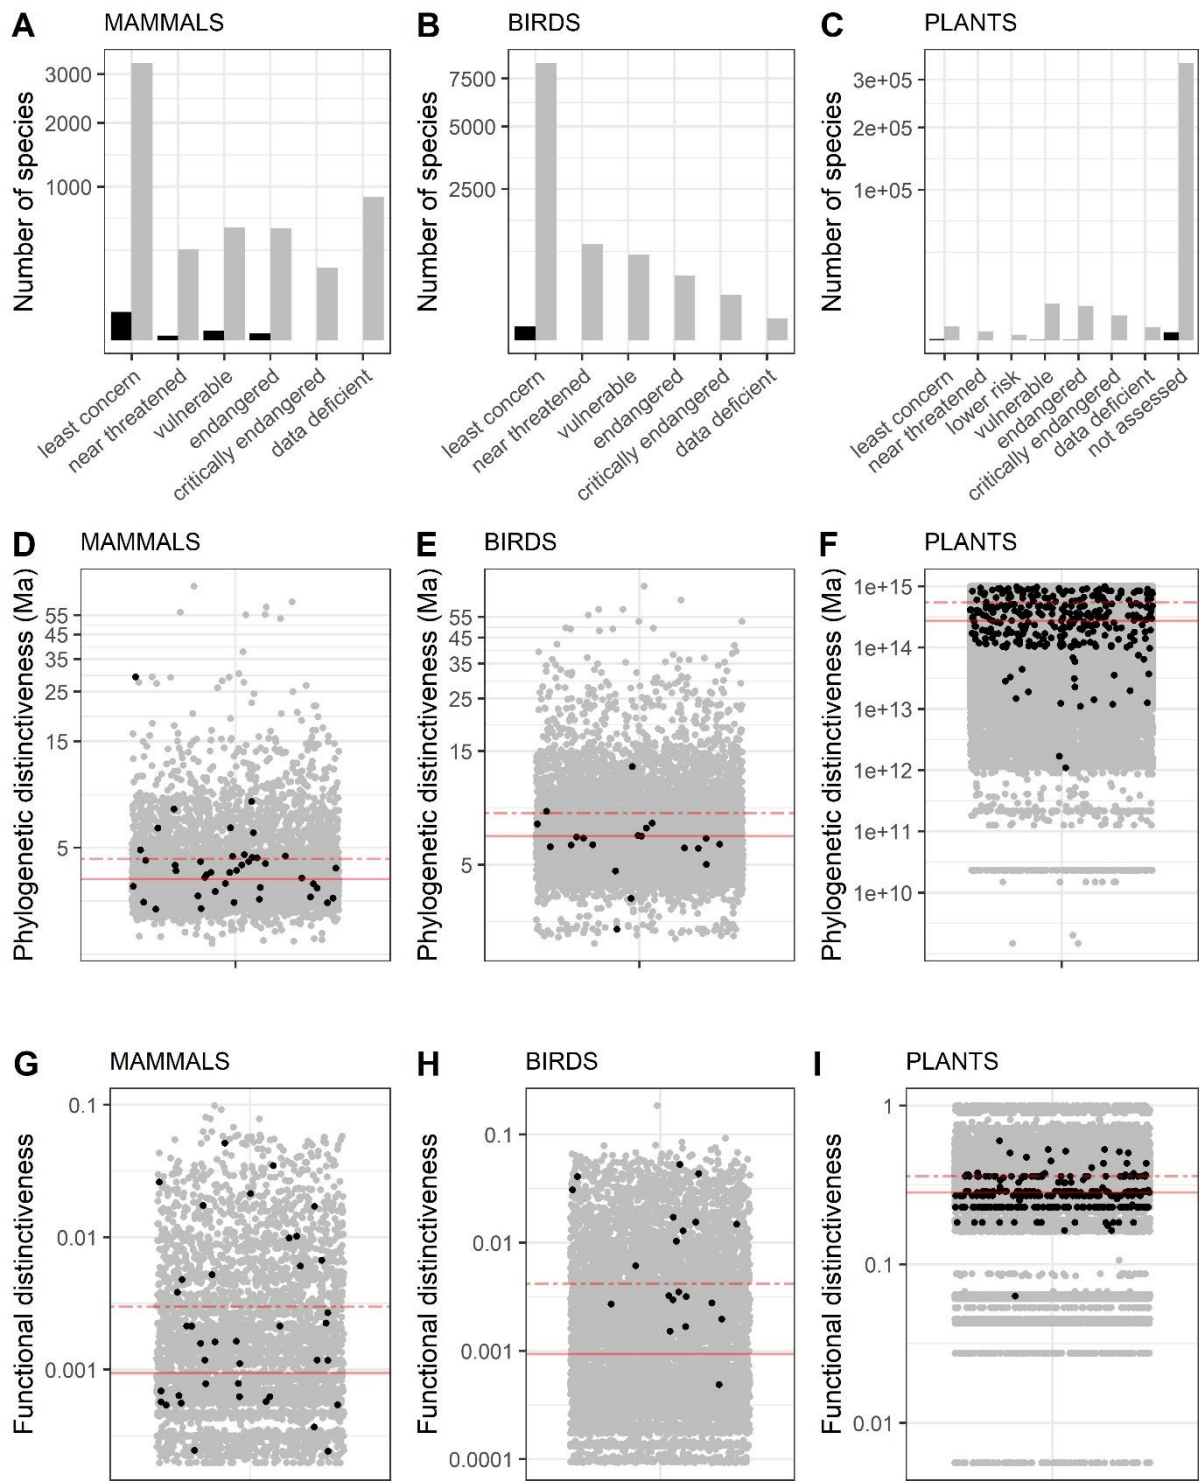 A MAMMALS
Number of species
3000
2000
1000
least concern
near threatened
vulnerable
endangered
critically endangered
data deficient
B BIRDS
Number of species
7500
5000
2500
least concern
near threatened
vulnerable
endangered
critically endangered
data deficient
C PLANTS
Number of species
3e+05
2e+05
1e+05
least concern
near threatened
lower risk
vulnerable
endangered
critically endangered
data deficient
not assessed
D MAMMALS
Phylogenetic distinctiveness (Ma)
55
45
35
25
15
5
E BIRDS
Phylogenetic distinctiveness (Ma)
55
45
35
25
15
5
F PLANTS
Phylogenetic distinctiveness (Ma)
1e+15
1e+14
1e+13
1e+12
1e+11
1e+10
G MAMMALS
Functional distinctiveness
0.1
0.01
0.001
H BIRDS
Functional distinctiveness
0.1
0.01
0.001
0.0001
I PLANTS
Functional distinctiveness
1
0.1
0.01